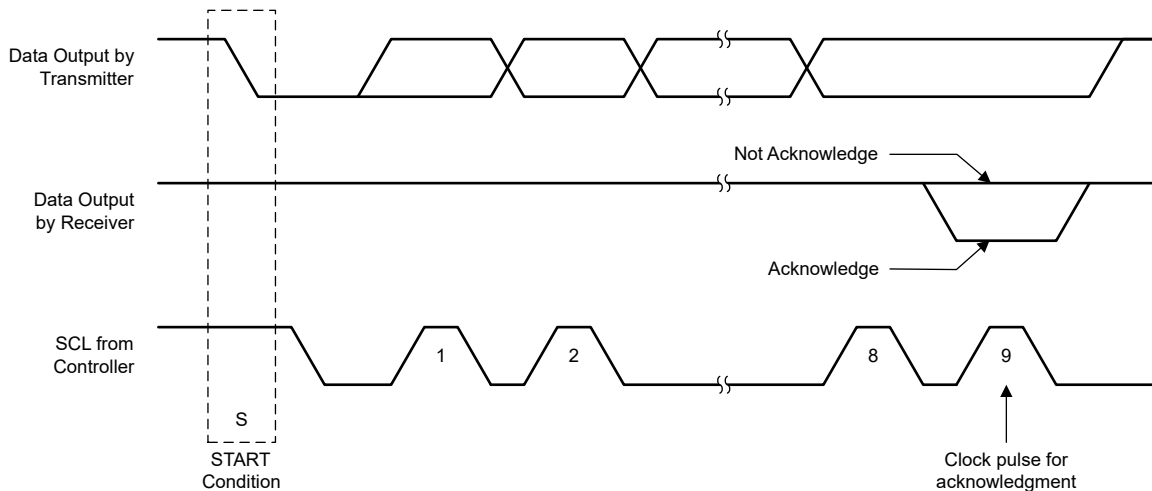 Data Output by
Transmitter
Not Acknowledge
Data Output
by Receiver
Acknowledge
SCL from
Controller
1
2
8
9
S
START
Condition
Clock pulse for
acknowledgment